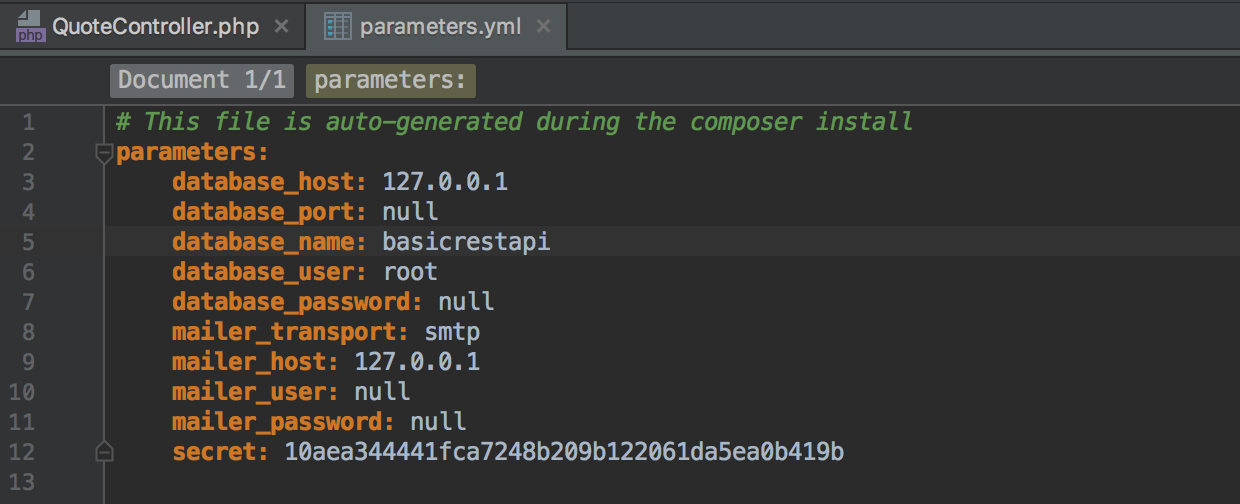 php QuoteController.php × parameters.yml ×
Document 1/1 parameters:
1 # This file is auto-generated during the composer install
2 parameters:
3 database_host: 127.0.0.1
4 database_port: null
5 database_name: basicrestapi
6 database_user: root
7 database_password: null
8 mailer_transport: smtp
9 mailer_host: 127.0.0.1
10 mailer_user: null
11 mailer_password: null
12 secret: 10aea344441fca7248b209b122061da5ea0b419b
13